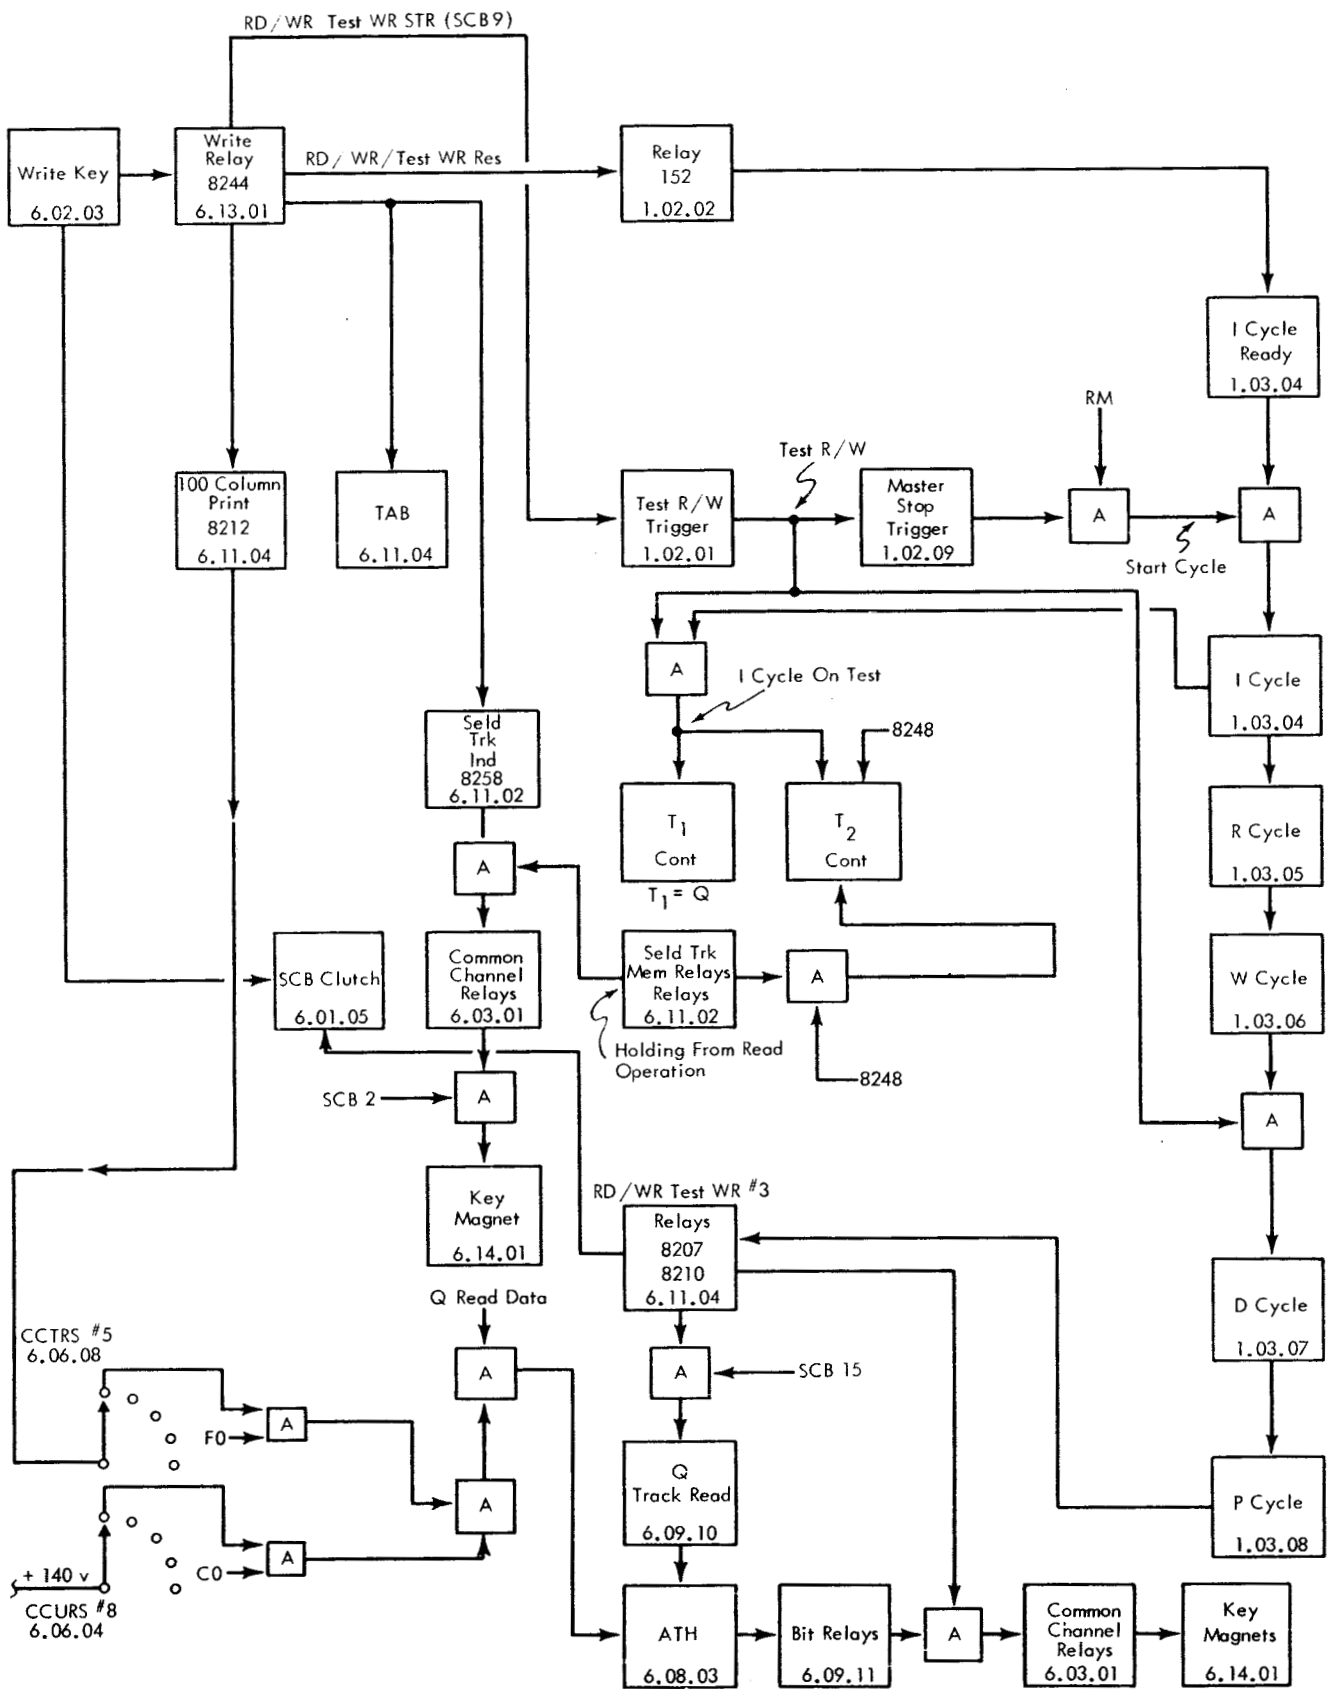 RD/WR Test WR STR (SCB9)
Write Key
6.02.03
Write
Relay
8244
6.13.01
RD/ WR/Test WR Res
Relay
152
1.02.02
I Cycle
Ready
1.03.04
RM
Test R/W
100 Column
Print
8212
6.11.04
TAB
6.11.04
Test R/W
Trigger
1.02.01
Master
Stop
Trigger
1.02.09
A
A
Start Cycle
A
I Cycle On Test
I Cycle
1.03.04
Seld
Trk
Ind
8258
6.11.02
8248
T1
Cont
T1= Q
T2
Cont
R Cycle
1.03.05
A
SCB Clutch
6.01.05
Common
Channel
Relays
6.03.01
Seld Trk
Mem Relays
Relays
6.11.02
A
W Cycle
1.03.06
Holding From Read
Operation
8248
SCB 2
A
A
Key
Magnet
6.14.01
RD/WR Test WR #3
Relays
8207
8210
6.11.04
D Cycle
1.03.07
Q Read Data
CCTRS #5
6.06.08
A
A
SCB 15
F0
A
Q
Track Read
6.09.10
A
P Cycle
1.03.08
C0
A
+ 140 v
CCURS #8
6.06.04
ATH
6.08.03
Bit Relays
6.09.11
A
Common
Channel
Relays
6.03.01
Key
Magnets
6.14.01